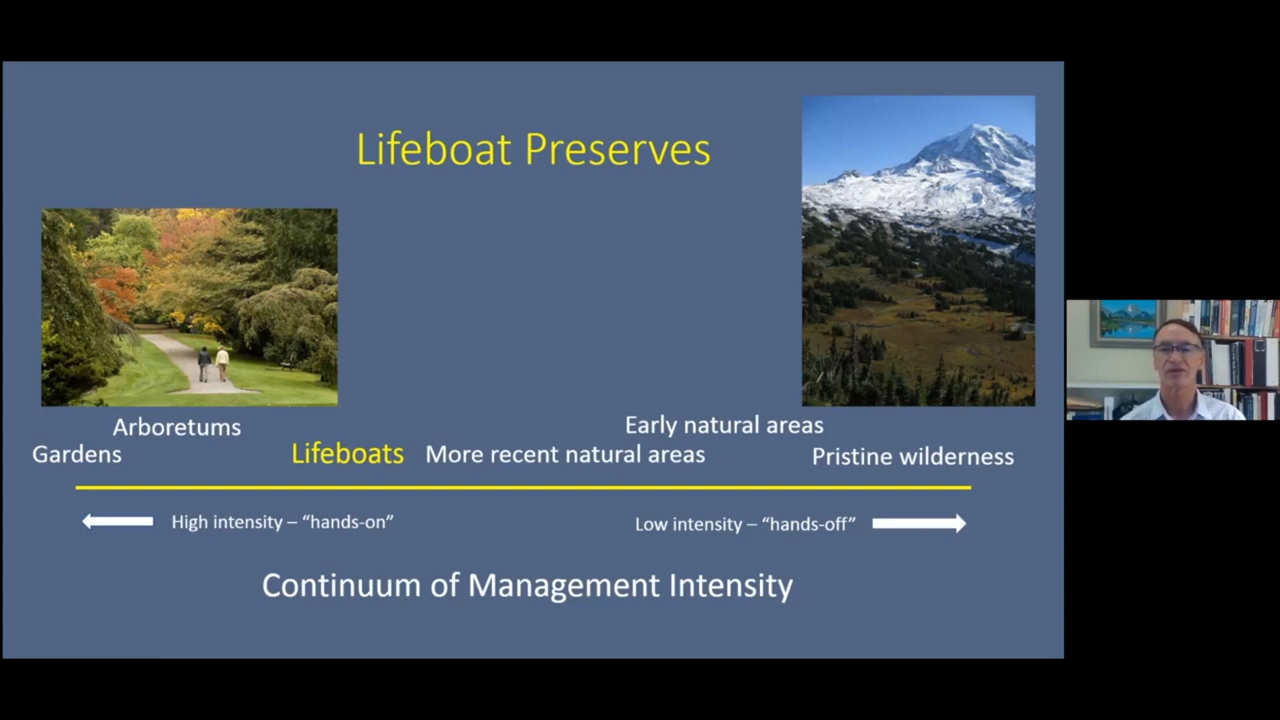 Lifeboat Preserves
Arboretums
Early natural areas
Gardens
Lifeboats
More recent natural areas
Pristine wilderness
High intensity – “hands-on”
Low intensity – “hands-off”
Continuum of Management Intensity